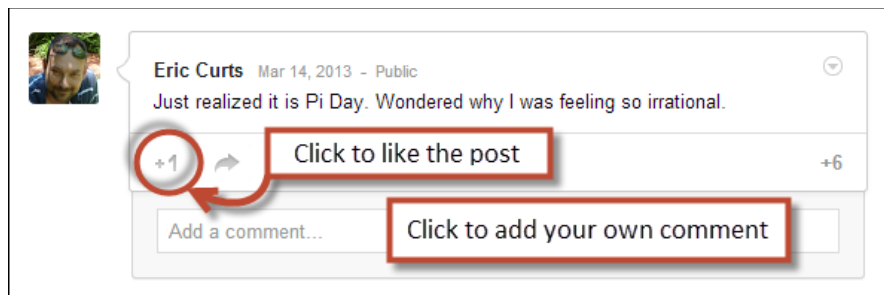 Eric Curts Mar 14, 2013 - Public
Just realized it is Pi Day. Wondered why I was feeling so irrational.
+1 Click to like the post +6
Add a comment... Click to add your own comment